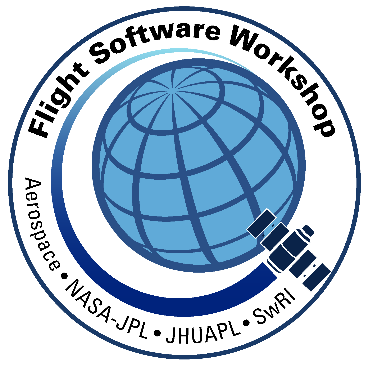 Flight Software Workshop
Aerospace • NASA-JPL • JHUAPL • SwRI